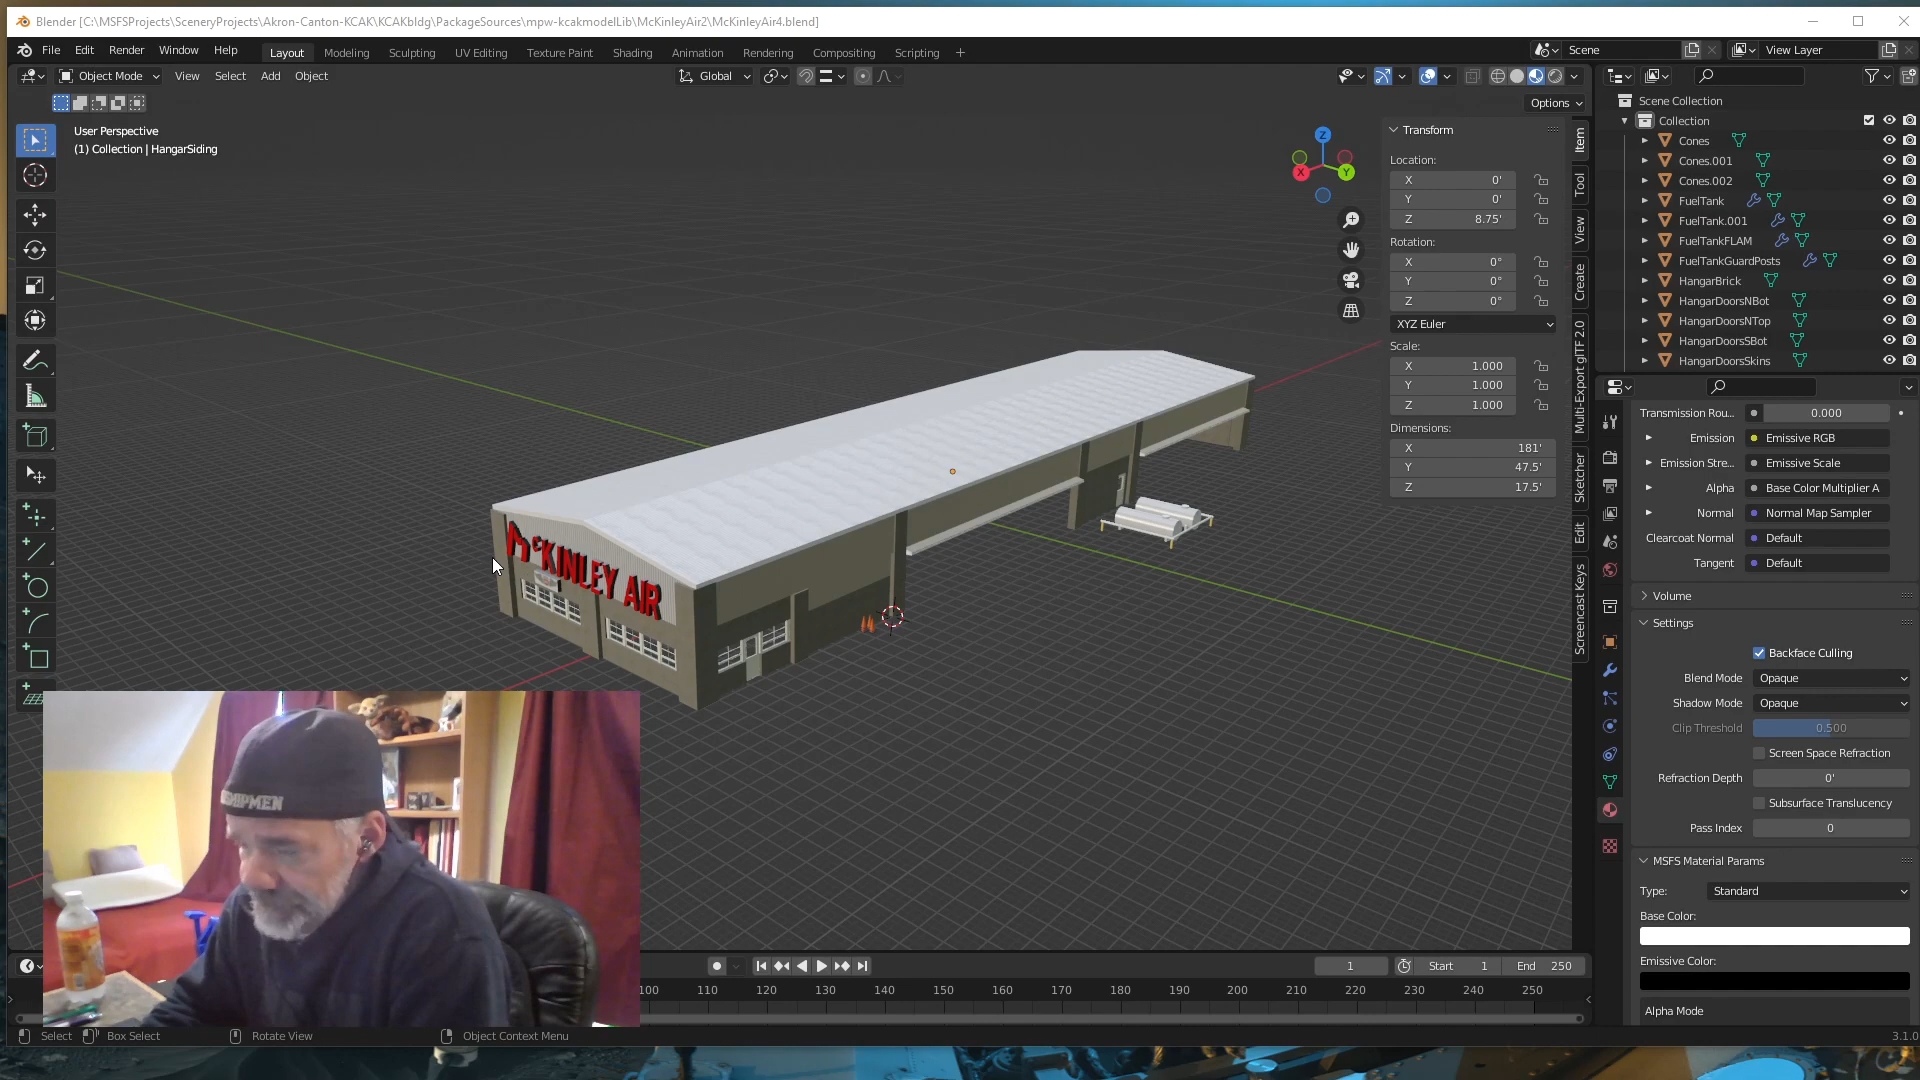 Blender [C:\MSFSProjects\SceneryProjects\Akron-Canton-KCAK\KCAKbldg\PackageSources\mpw-kcakmodelLib\McKinleyAir2\McKinleyAir4.blend]
File Edit Render Window Help Layout Modeling Sculpting UV Editing Texture Paint Shading Animation Rendering Compositing Scripting + Scene View Layer
Object Mode View Select Add Object Global
Options
User Perspective
(1) Collection | HangarSiding
Z
X
Y
McKINLEY AIR
Transform
Location:
X 0'
Y 0'
Z 8.75'
Rotation:
X 0°
Y 0°
Z 0°
XYZ Euler
Scale:
X 1.000
Y 1.000
Z 1.000
Dimensions:
X 181'
Y 47.5'
Z 17.5'
Item
Tool
View
Create
Multi-Export glTF 2.0
Sketcher
Edit
Screencast Keys
Scene Collection
Collection
Cones
Cones.001
Cones.002
FuelTank
FuelTank.001
FuelTankFLAM
FuelTankGuardPosts
HangarBrick
HangarDoorsNBot
HangarDoorsNTop
HangarDoorsSBot
HangarDoorsSkins
Transmission Rou... 0.000
Emission Emissive RGB
Emission Stre... Emissive Scale
Alpha Base Color Multiplier A
Normal Normal Map Sampler
Clearcoat Normal Default
Tangent Default
Volume
Settings
Backface Culling
Blend Mode Opaque
Shadow Mode Opaque
Clip Threshold 0.500
Screen Space Refraction
Refraction Depth 0'
Subsurface Translucency
Pass Index 0
MSFS Material Params
Type: Standard
Base Color:
Emissive Color:
Alpha Mode
1 Start 1 End 250
100 110 120 130 140 150 160 170 180 190 200 210 220 230 240 250
Select Box Select Rotate View Object Context Menu 3.1.0